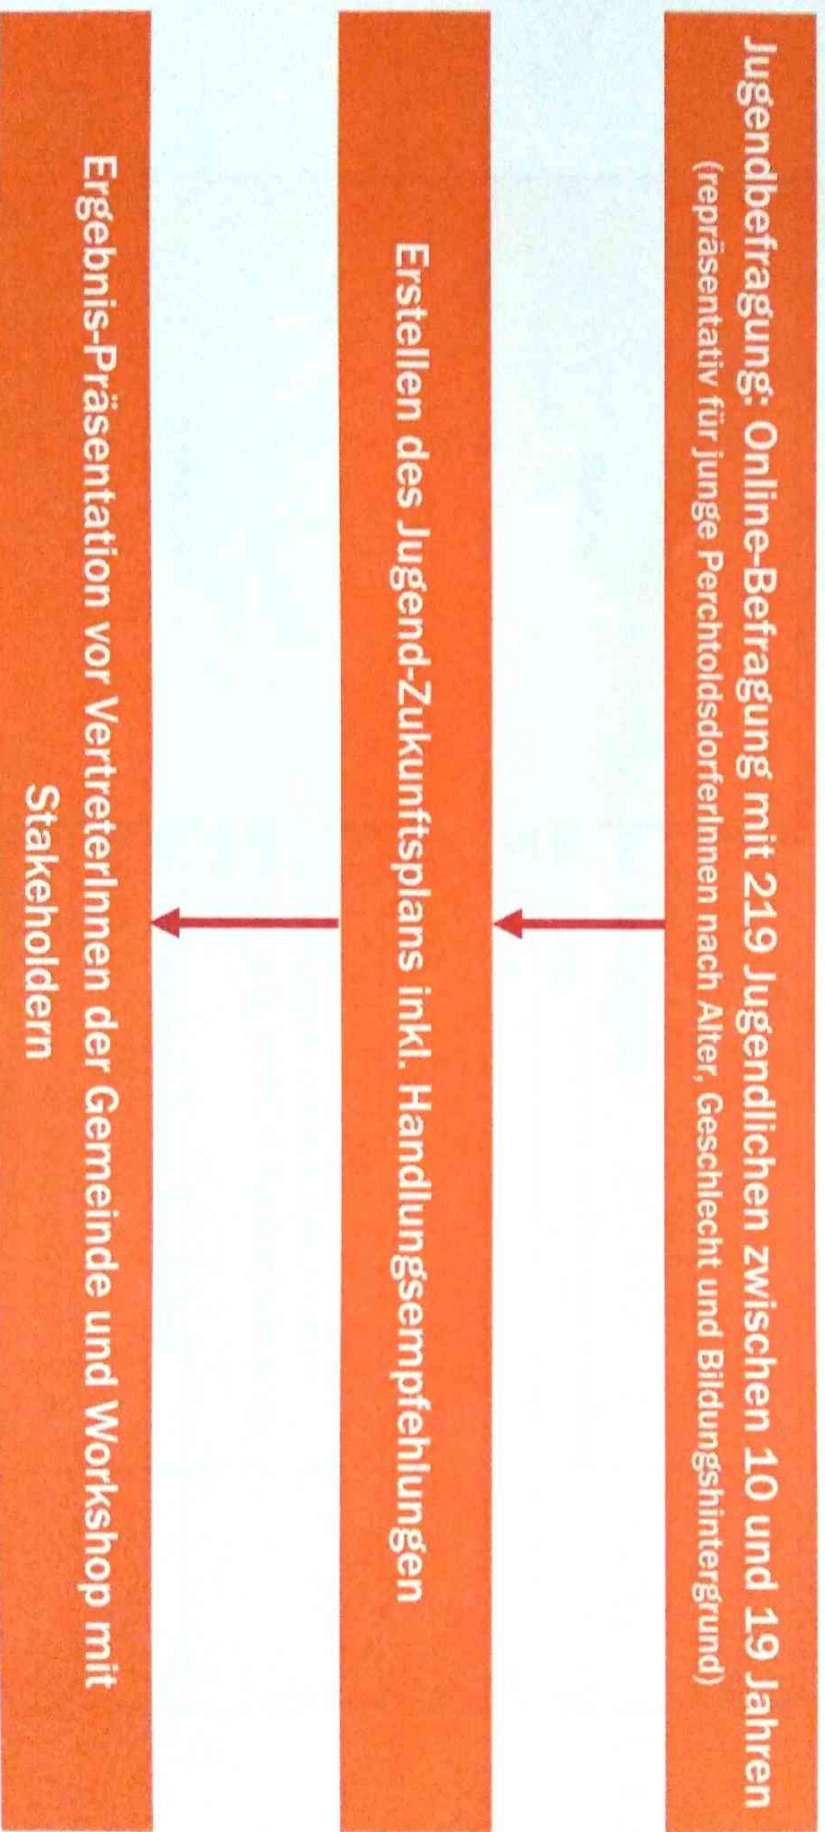 Jugendbefragung: Online-Befragung mit 219 Jugendlichen zwischen 10 und 19 Jahren
(repräsentativ für junge PerchtoldsdorferInnen nach Alter, Geschlecht und Bildungshintergrund)
Erstellen des Jugend-Zukunftsplans inkl. Handlungsempfehlungen
Ergebnis-Präsentation vor VertreterInnen der Gemeinde und Workshop mit
Stakeholdern